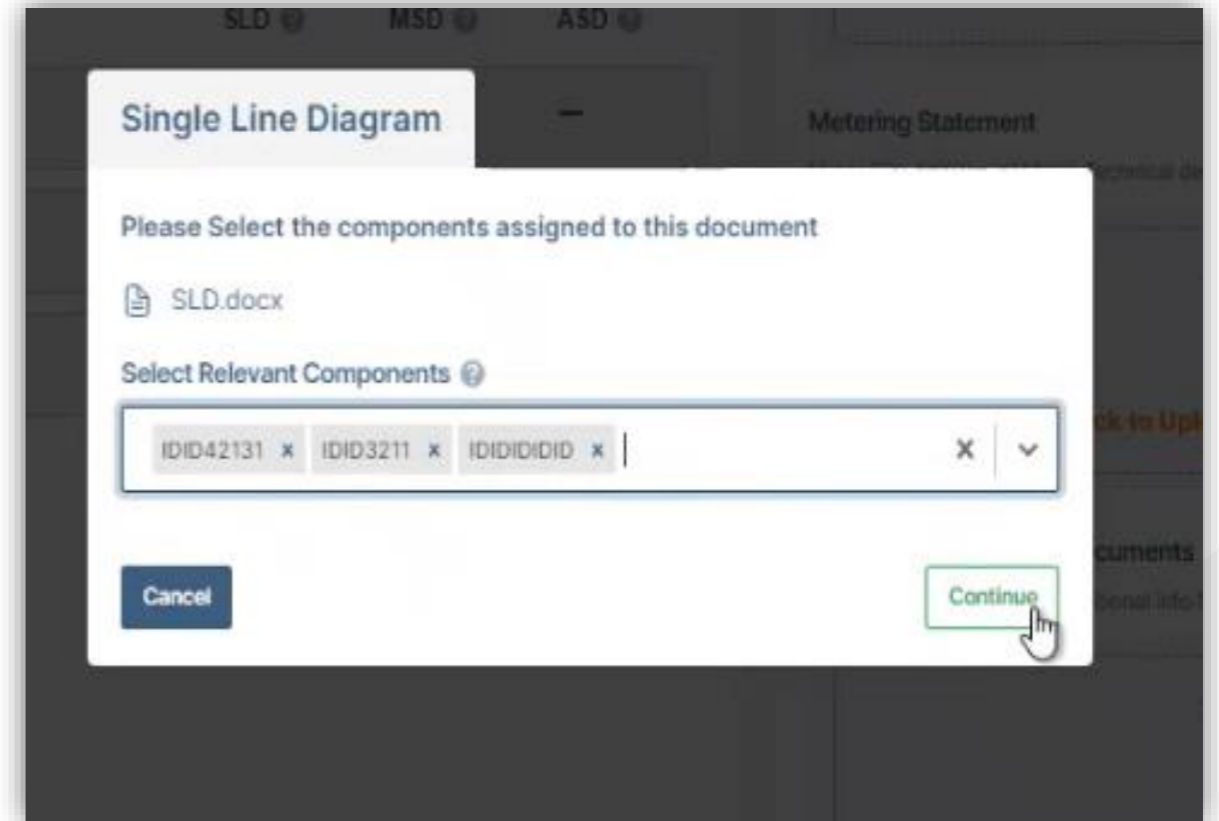 SLD MSD ASD
Single Line Diagram
Metering Statement
Please Select the components assigned to this document
SLD.docx
Select Relevant Components
IDID42131 x IDID3211 x IDIDIDIDID x
Cancel
Continue